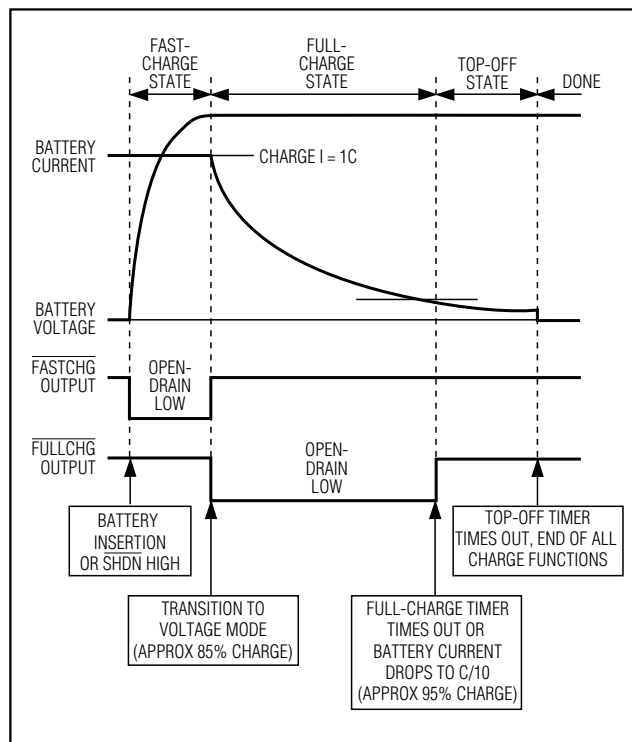 FAST-
CHARGE
STATE
FULL-
CHARGE
STATE
TOP-OFF
STATE
DONE
BATTERY
CURRENT
CHARGE I = 1C
BATTERY
VOLTAGE
FASTCHG
OUTPUT
OPEN-
DRAIN
LOW
FULLCHG
OUTPUT
OPEN-
DRAIN
LOW
BATTERY
INSERTION
OR SHDN HIGH
TOP-OFF TIMER
TIMES OUT, END OF ALL
CHARGE FUNCTIONS
TRANSITION TO
VOLTAGE MODE
(APPROX 85% CHARGE)
FULL-CHARGE TIMER
TIMES OUT OR
BATTERY CURRENT
DROPS TO C/10
(APPROX 95% CHARGE)